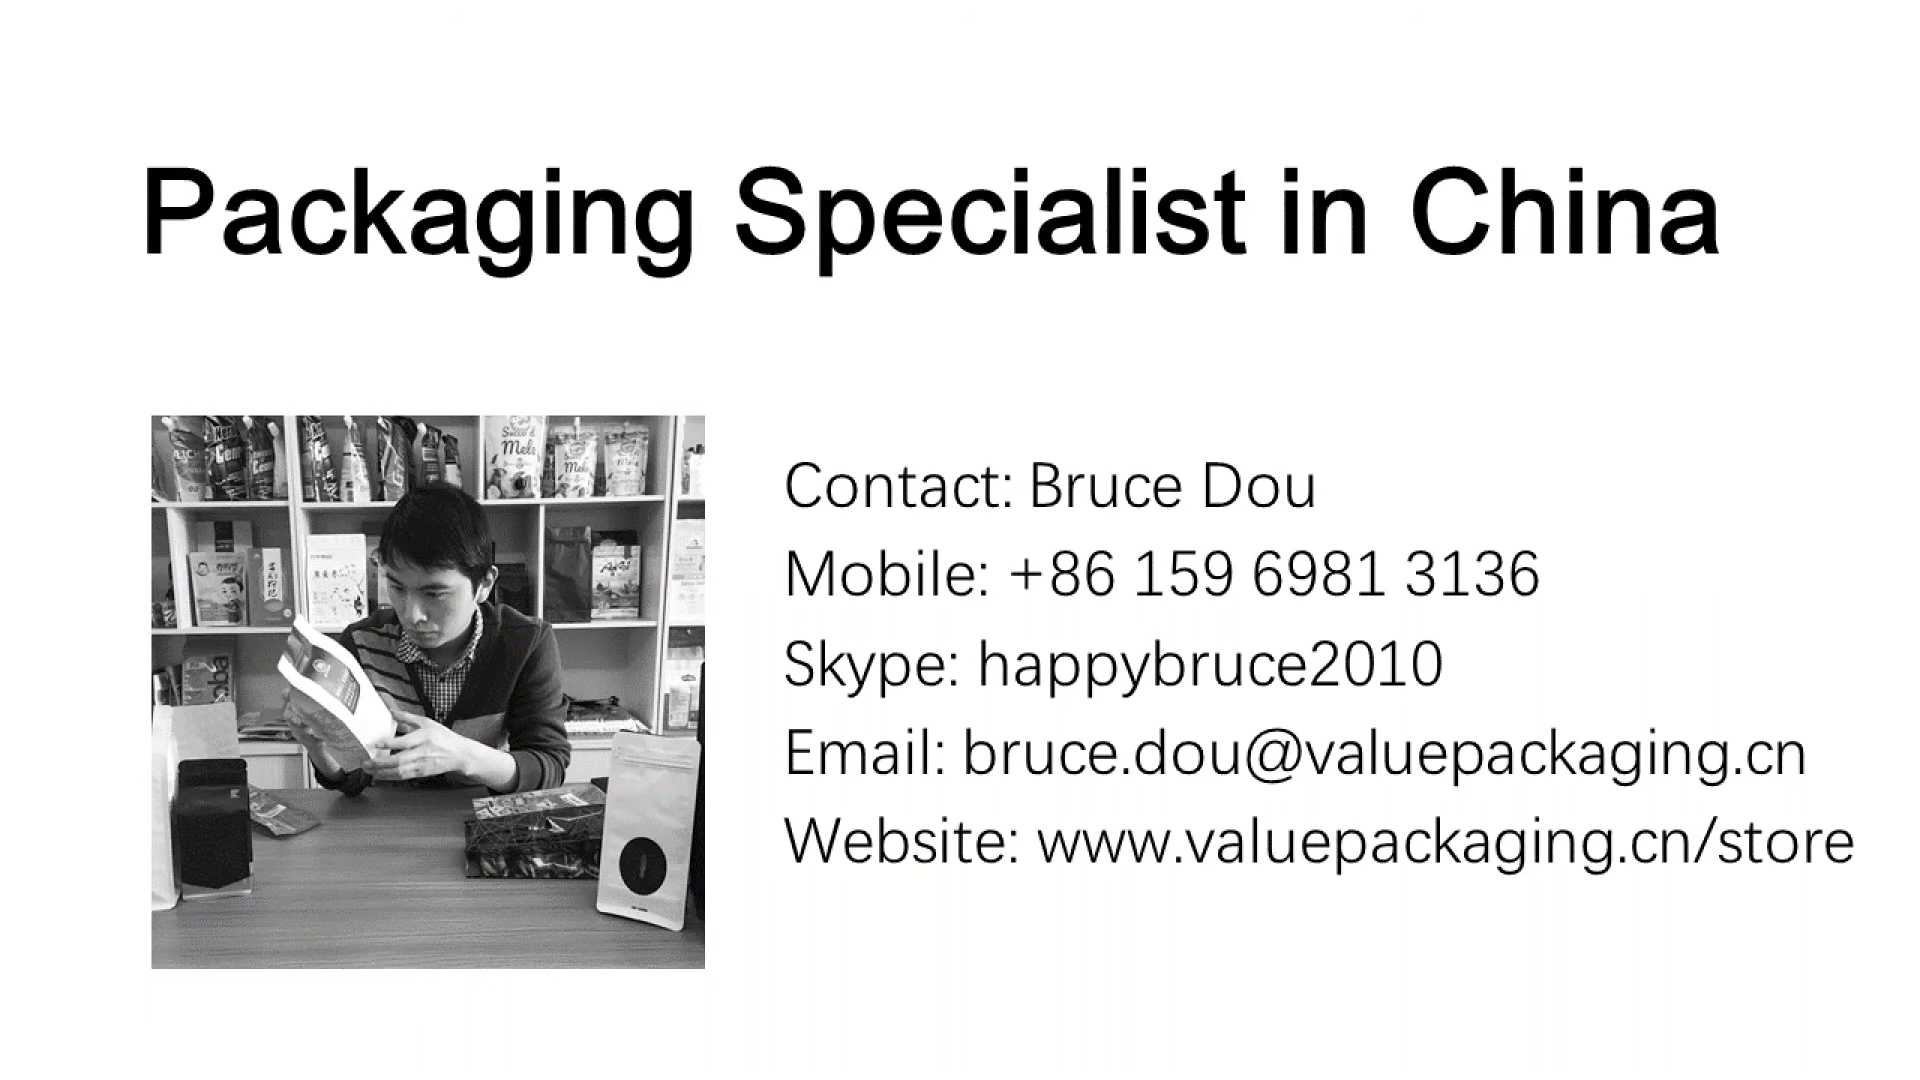 Packaging Specialist in China
Contact: Bruce Dou
Mobile: +86 159 6981 3136
Skype: happybruce2010
Email: bruce.dou@valuepackaging.cn
Website: www.valuepackaging.cn/store